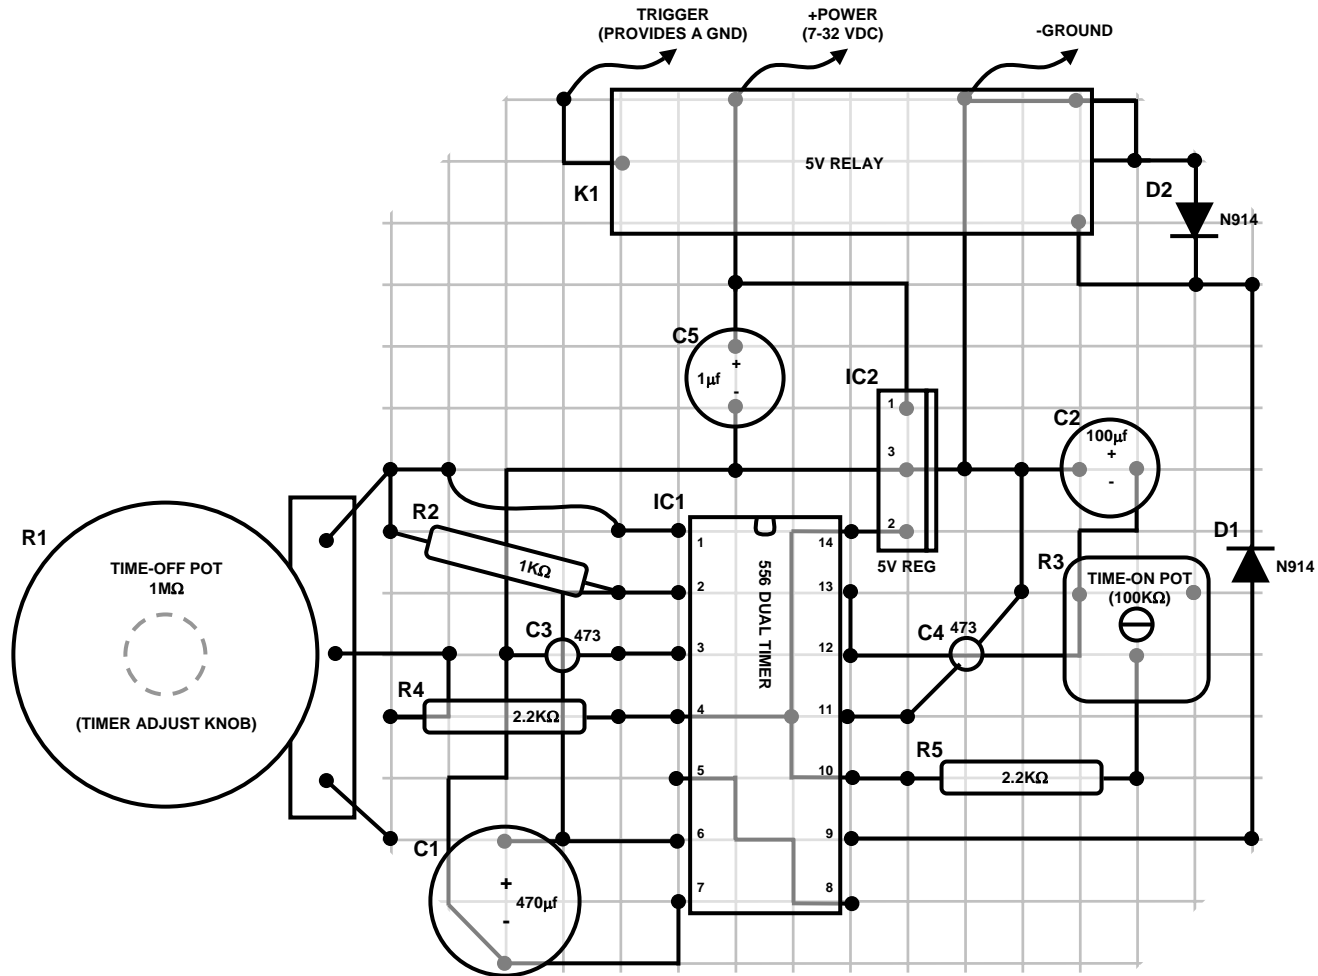 TRIGGER
(PROVIDES A GND)
+POWER
(7-32 VDC)
-GROUND
5V RELAY
K1
D2
N914
C5
+
1µf
-
IC2
1
3
2
5V REG
C2
100µf
+
-
R1
TIME-OFF POT
1MΩ
(TIMER ADJUST KNOB)
R2
1KΩ
IC1
1
2
3
4
5
6
7
14
13
12
11
10
9
8
556 DUAL TIMER
C3
473
C4
473
R3
TIME-ON POT
(100KΩ)
D1
N914
R4
2.2KΩ
R5
2.2KΩ
C1
+
470µf
-